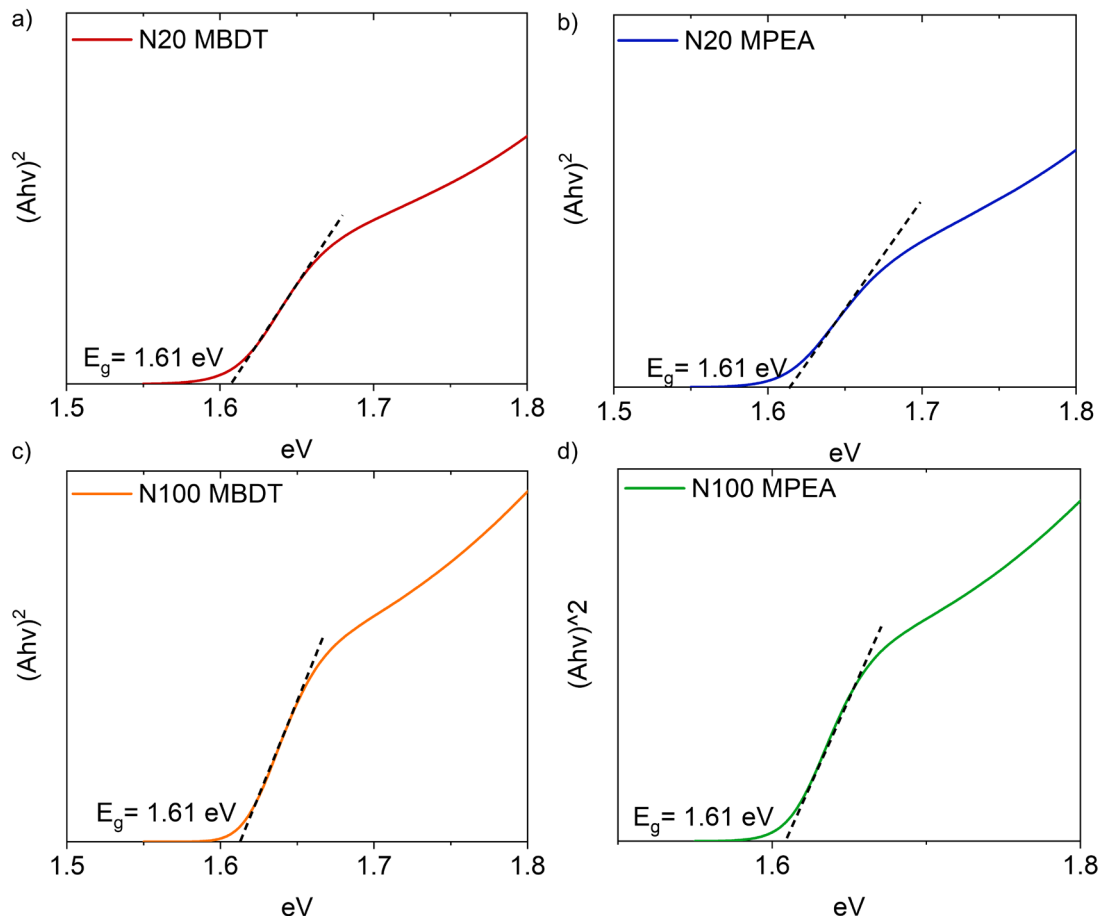 a)
N20 MBDT
(Ahv)²
E_g= 1.61 eV
1.5 1.6 1.7 1.8
eV
b)
N20 MPEA
(Ahv)²
E_g= 1.61 eV
1.5 1.6 1.7 1.8
eV
c)
N100 MBDT
(Ahv)²
E_g= 1.61 eV
1.5 1.6 1.7 1.8
eV
d)
N100 MPEA
(Ahv)^2
E_g= 1.61 eV
1.6 1.8
eV